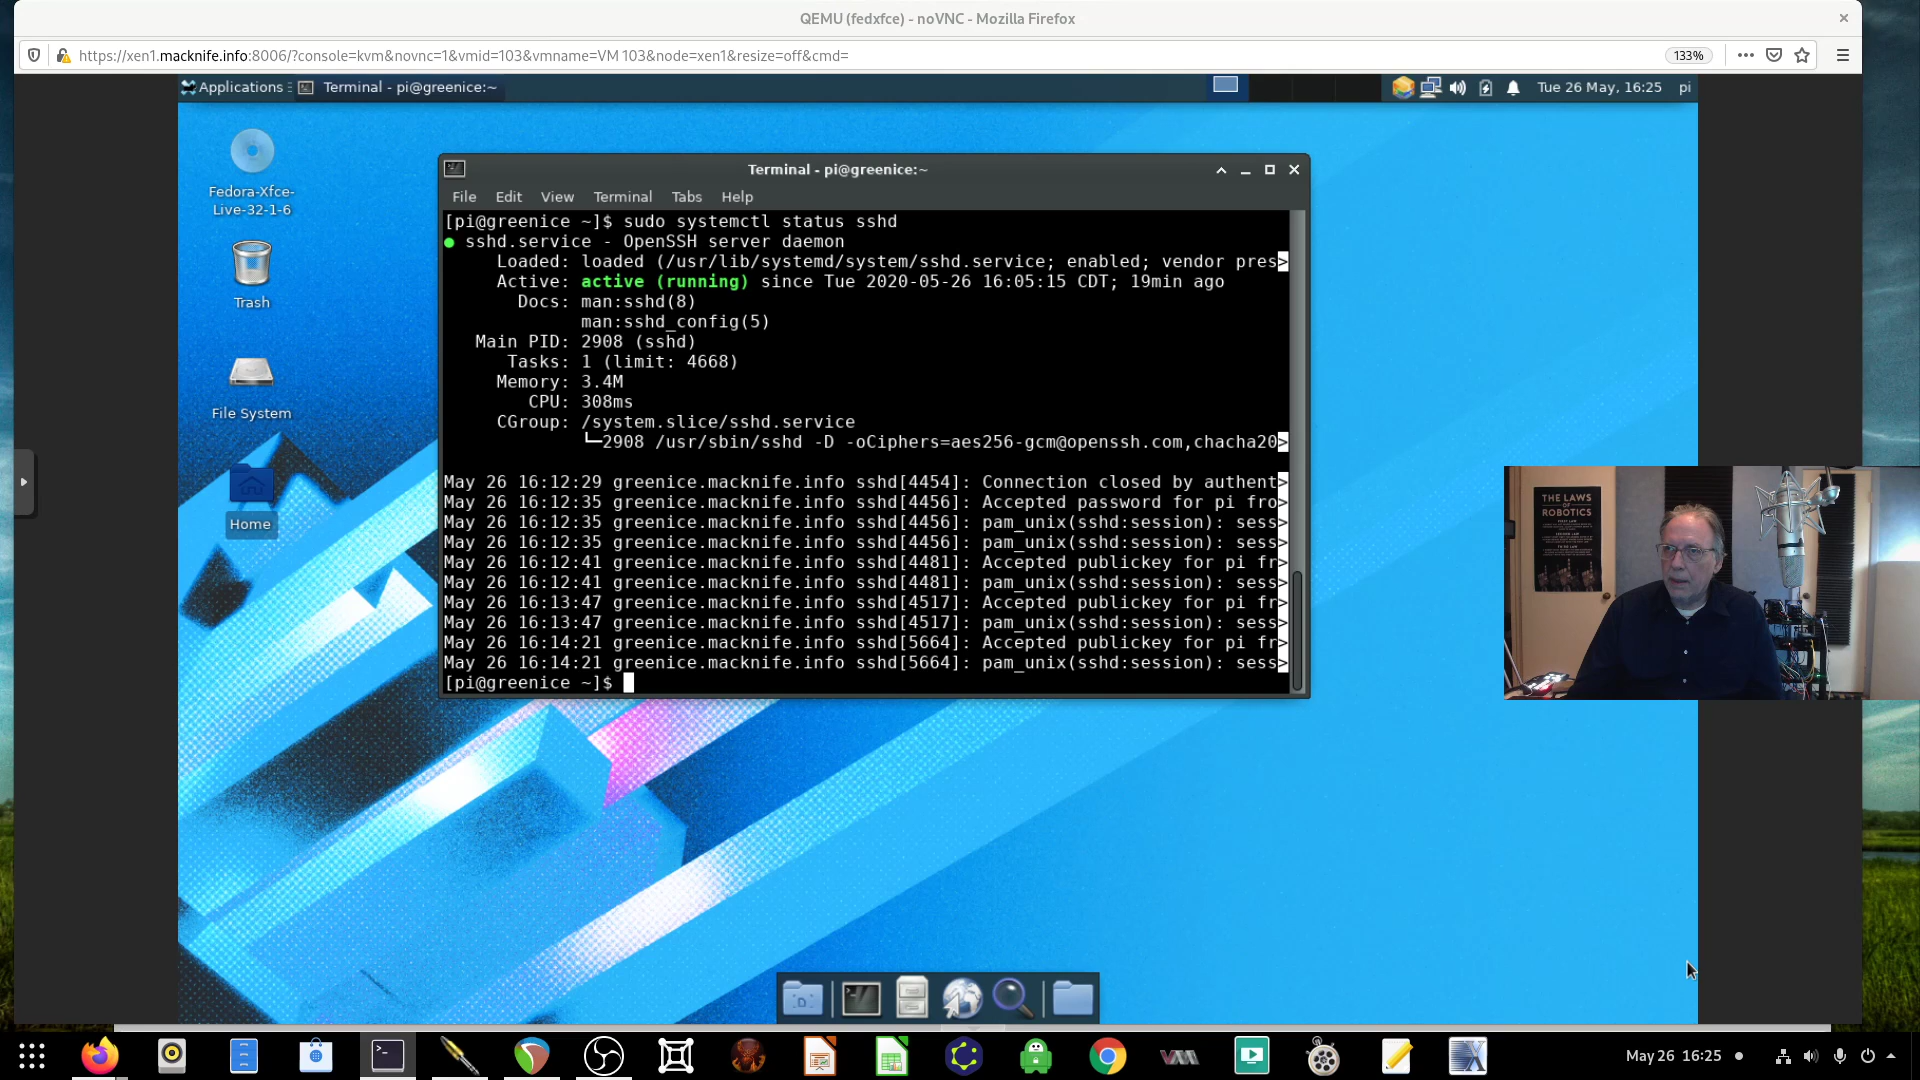 QEMU (fedxfce) - noVNC - Mozilla Firefox
https://xen1.macknife.info:8006/?console=kvm&novnc=1&vmid=103&vmname=VM 103&node=xen1&resize=off&cmd=
133%
Applications
Terminal - pi@greenice:~
Tue 26 May, 16:25
pi
Fedora-Xfce-
Live-32-1-6
Trash
File System
Home
Terminal - pi@greenice:~
File Edit View Terminal Tabs Help
[pi@greenice ~]$ sudo systemctl status sshd
● sshd.service - OpenSSH server daemon
Loaded: loaded (/usr/lib/systemd/system/sshd.service; enabled; vendor pres>
Active: active (running) since Tue 2020-05-26 16:05:15 CDT; 19min ago
Docs: man:sshd(8)
man:sshd_config(5)
Main PID: 2908 (sshd)
Tasks: 1 (limit: 4668)
Memory: 3.4M
CPU: 308ms
CGroup: /system.slice/sshd.service
└─2908 /usr/sbin/sshd -D -oCiphers=aes256-gcm@openssh.com,chacha20>
May 26 16:12:29 greenice.macknife.info sshd[4454]: Connection closed by authent>
May 26 16:12:35 greenice.macknife.info sshd[4456]: Accepted password for pi fro>
May 26 16:12:35 greenice.macknife.info sshd[4456]: pam_unix(sshd:session): sess>
May 26 16:12:35 greenice.macknife.info sshd[4456]: pam_unix(sshd:session): sess>
May 26 16:12:41 greenice.macknife.info sshd[4481]: Accepted publickey for pi fr>
May 26 16:12:41 greenice.macknife.info sshd[4481]: pam_unix(sshd:session): sess>
May 26 16:13:47 greenice.macknife.info sshd[4517]: Accepted publickey for pi fr>
May 26 16:13:47 greenice.macknife.info sshd[4517]: pam_unix(sshd:session): sess>
May 26 16:14:21 greenice.macknife.info sshd[5664]: Accepted publickey for pi fr>
May 26 16:14:21 greenice.macknife.info sshd[5664]: pam_unix(sshd:session): sess>
[pi@greenice ~]$
THE LAWS
OF
ROBOTICS
May 26 16:25